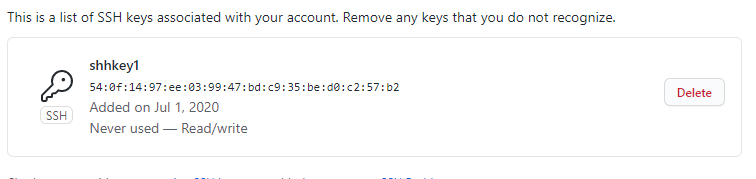 This is a list of SSH keys associated with your account. Remove any keys that you do not recognize.
shhkey1
54:0f:14:97:ee:03:99:47:bd:c9:35:be:d0:c2:57:b2
SSH
Added on Jul 1, 2020
Never used — Read/write
Delete